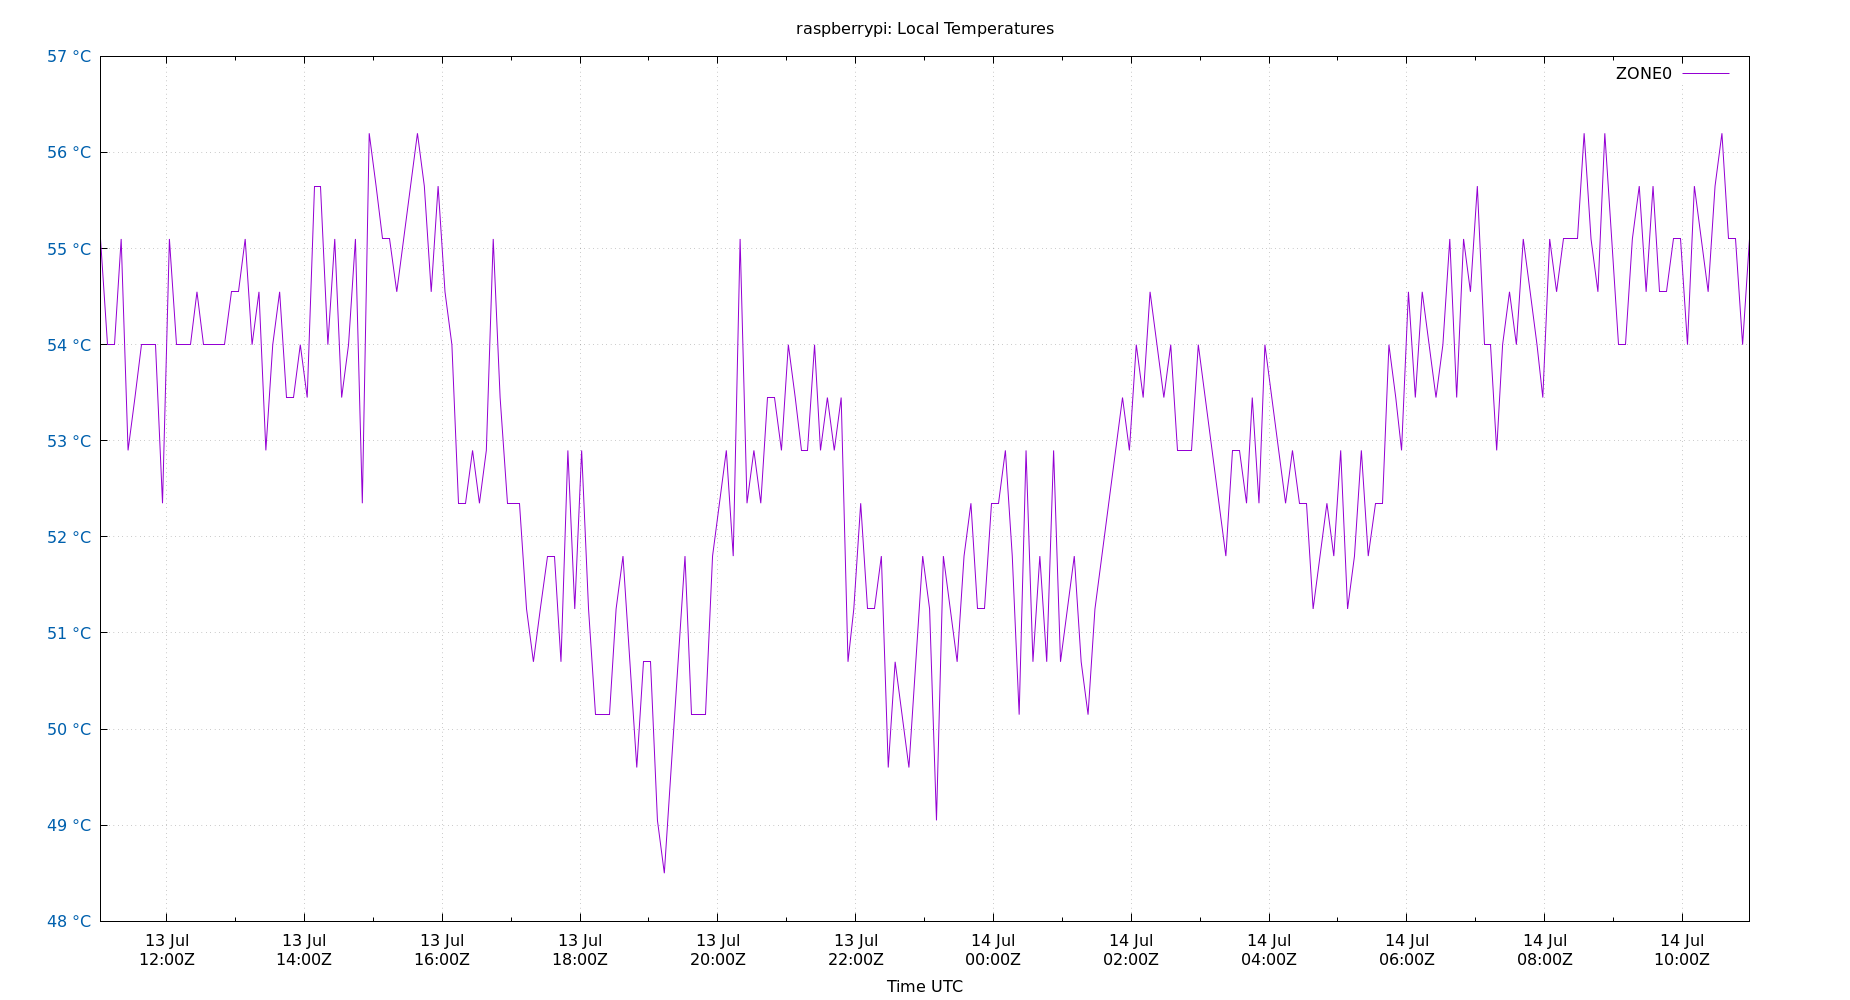 raspberrypi: Local Temperatures
57 °C
ZONE0
56 °C
55 °C
54 °C
53 °C
52 °C
51 °C
50 °C
49 °C
48 °C
13 Jul 13 Jul 13 Jul 13 Jul 13 Jul 13 Jul 14 Jul 14 Jul 14 Jul 14 Jul 14 Jul 14 Jul
12:00Z 14:00Z 16:00Z 18:00Z 20:00Z 22:00Z 00:00Z 02:00Z 04:00Z 06:00Z 08:00Z 10:00Z
Time UTC